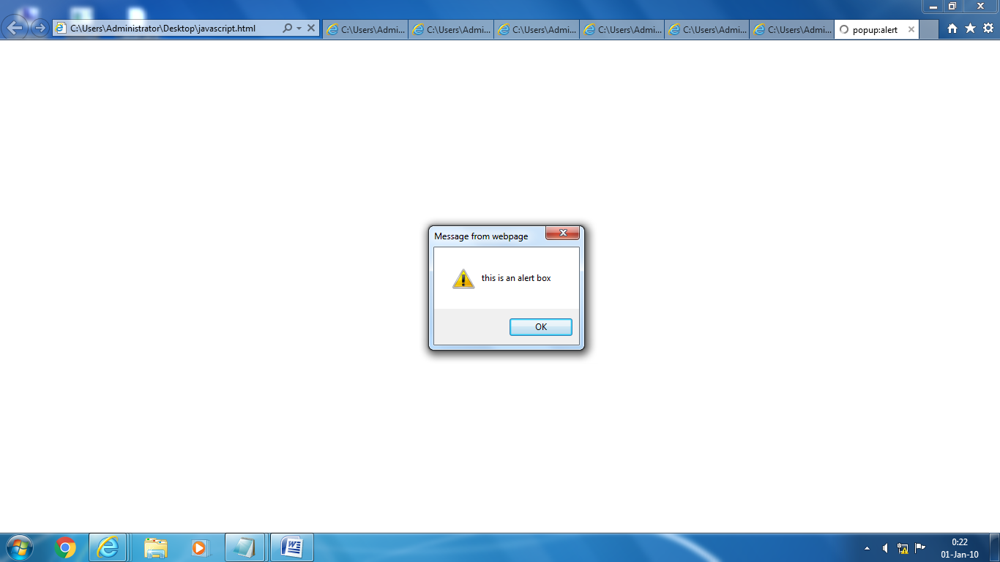 C:\Users\Administrator\Desktop\javascript.html
C:\Users\Admi...
C:\Users\Admi...
C:\Users\Admi...
C:\Users\Admi...
C:\Users\Admi...
C:\Users\Admi...
popup:alert
Message from webpage
this is an alert box
OK
0:22
01-Jan-10